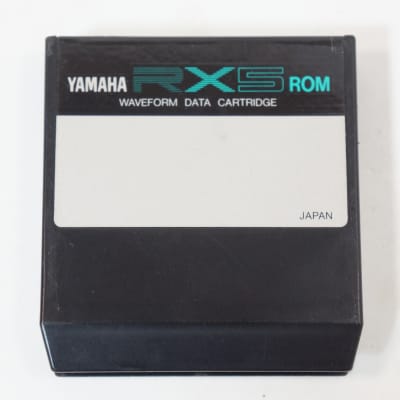 YAMAHA RX5 ROM
WAVEFORM DATA CARTRIDGE
JAPAN